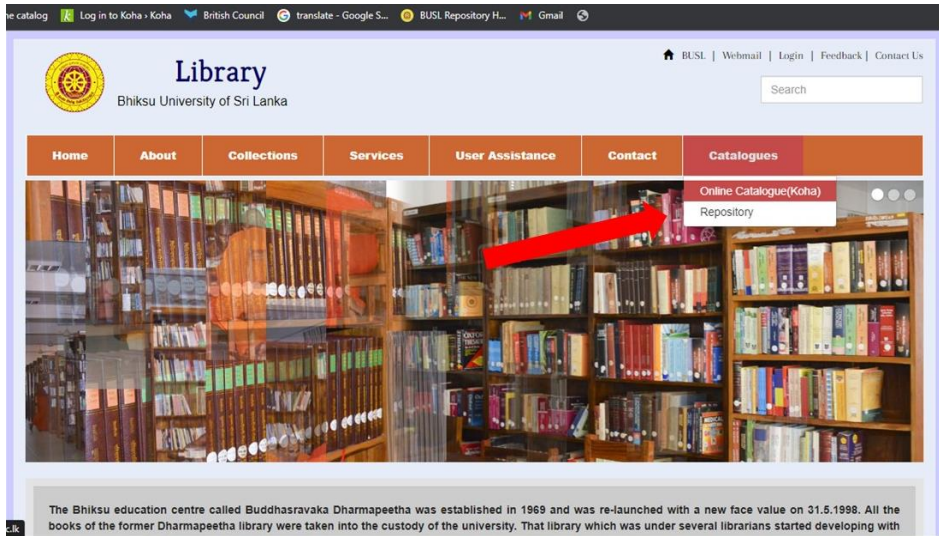 ne catalog Log in to Koha › Koha British Council translate - Google S... BUSL Repository H... Gmail
BUSL | Webmail | Login | Feedback | Contact Us
Library
Bhiksu University of Sri Lanka
Search
Home About Collections Services User Assistance Contact Catalogues
Online Catalogue(Koha)
Repository
The Bhiksu education centre called Buddhasravaka Dharmapeetha was established in 1969 and was re-launched with a new face value on 31.5.1998. All the
books of the former Dharmapeetha library were taken into the custody of the university. That library which was under several librarians started developing with
c.lk